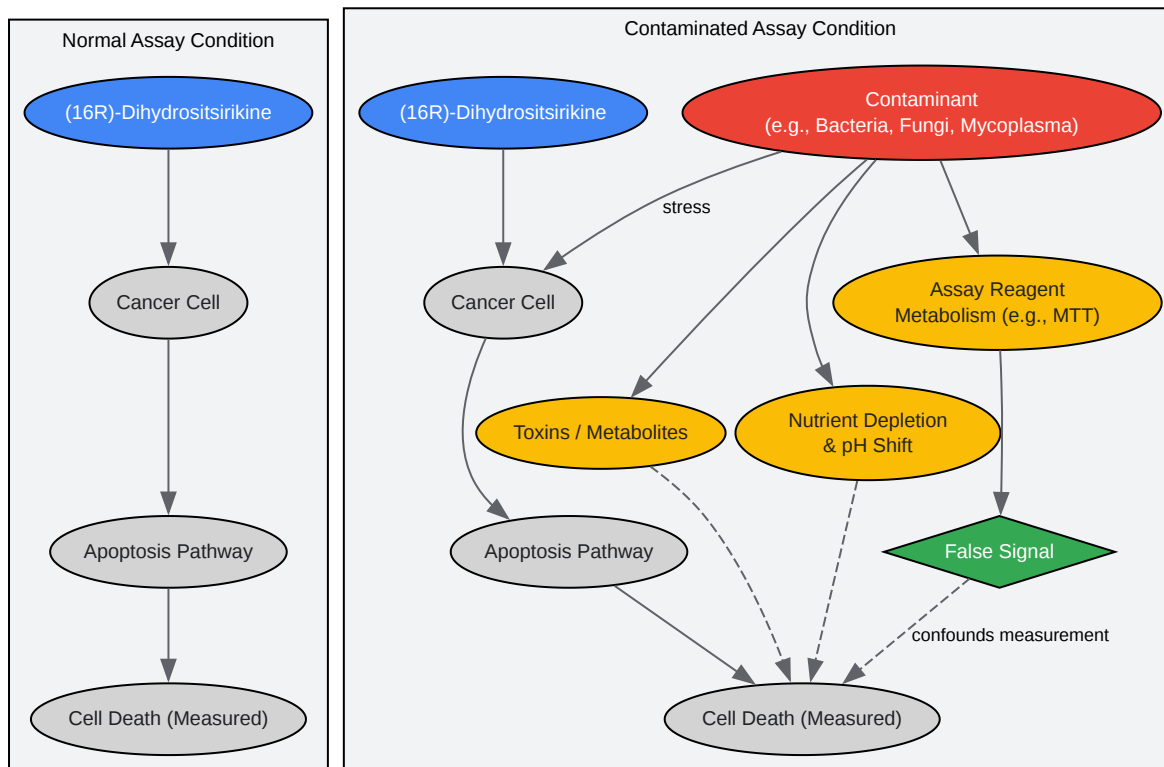 Normal Assay Condition
(16R)-Dihydrositsirikine
Cancer Cell
Apoptosis Pathway
Cell Death (Measured)
Contaminated Assay Condition
(16R)-Dihydrositsirikine
Contaminant
(e.g., Bacteria, Fungi, Mycoplasma)
stress
Cancer Cell
Assay Reagent
Metabolism (e.g., MTT)
Toxins / Metabolites
Nutrient Depletion
& pH Shift
Apoptosis Pathway
False Signal
confounds measurement
Cell Death (Measured)